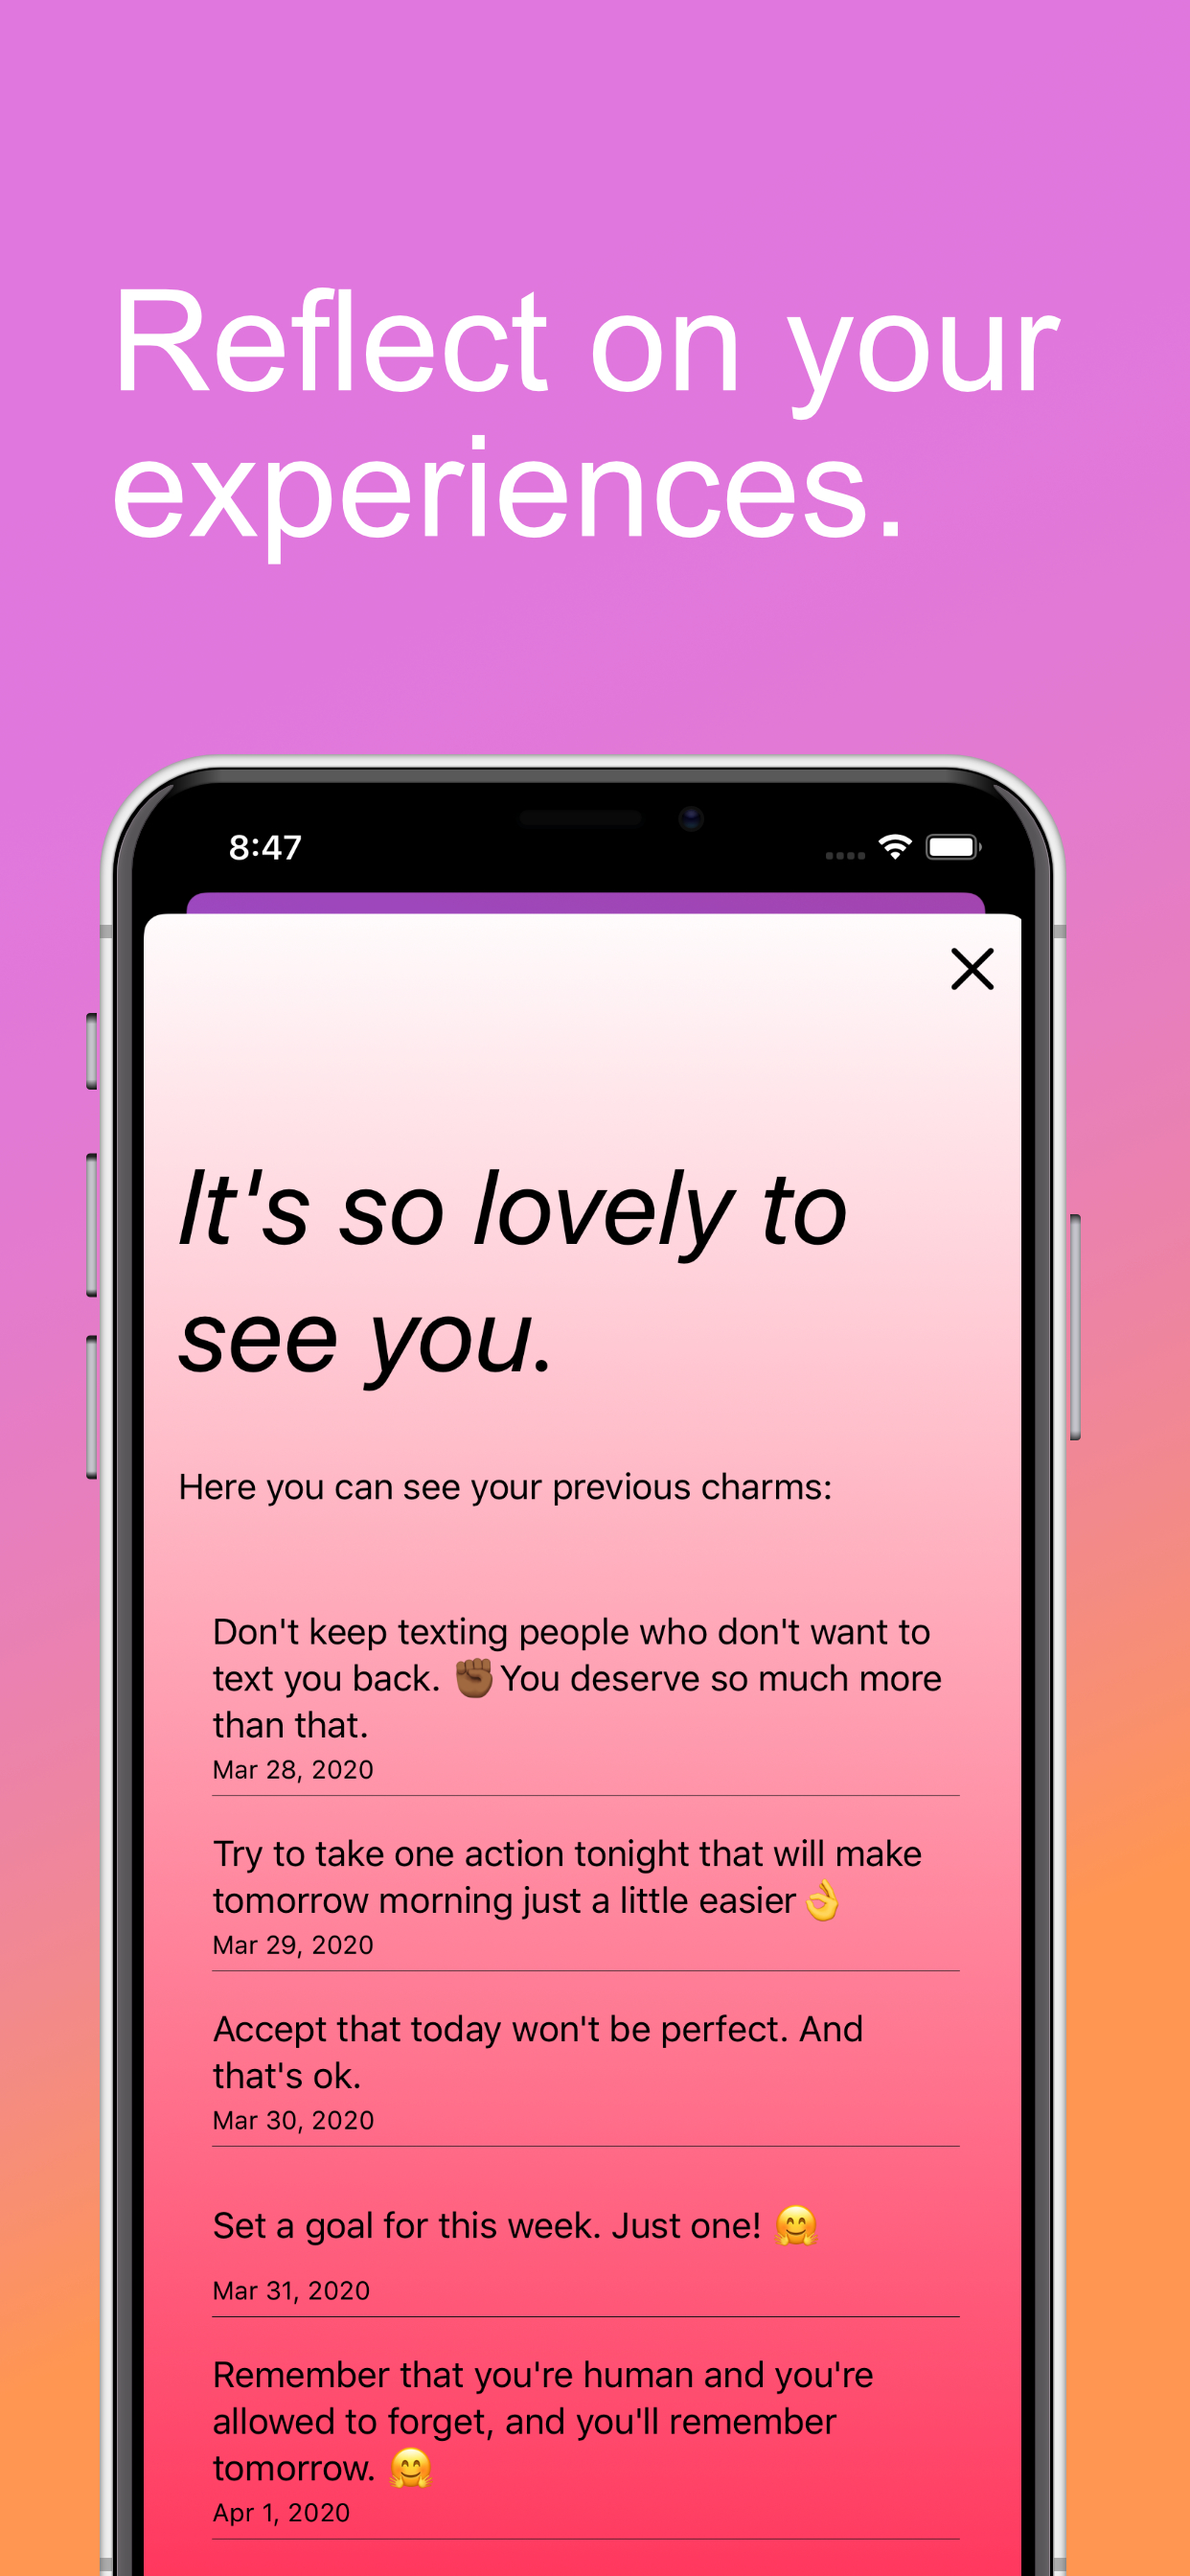 Reflect on your
experiences.
8:47
It's so lovely to
see you.
Here you can see your previous charms:
Don't keep texting people who don't want to
text you back. ✊🏾You deserve so much more
than that.
Mar 28, 2020
Try to take one action tonight that will make
tomorrow morning just a little easier👌
Mar 29, 2020
Accept that today won't be perfect. And
that's ok.
Mar 30, 2020
Set a goal for this week. Just one! 🤗
Mar 31, 2020
Remember that you're human and you're
allowed to forget, and you'll remember
tomorrow. 🤗
Apr 1, 2020